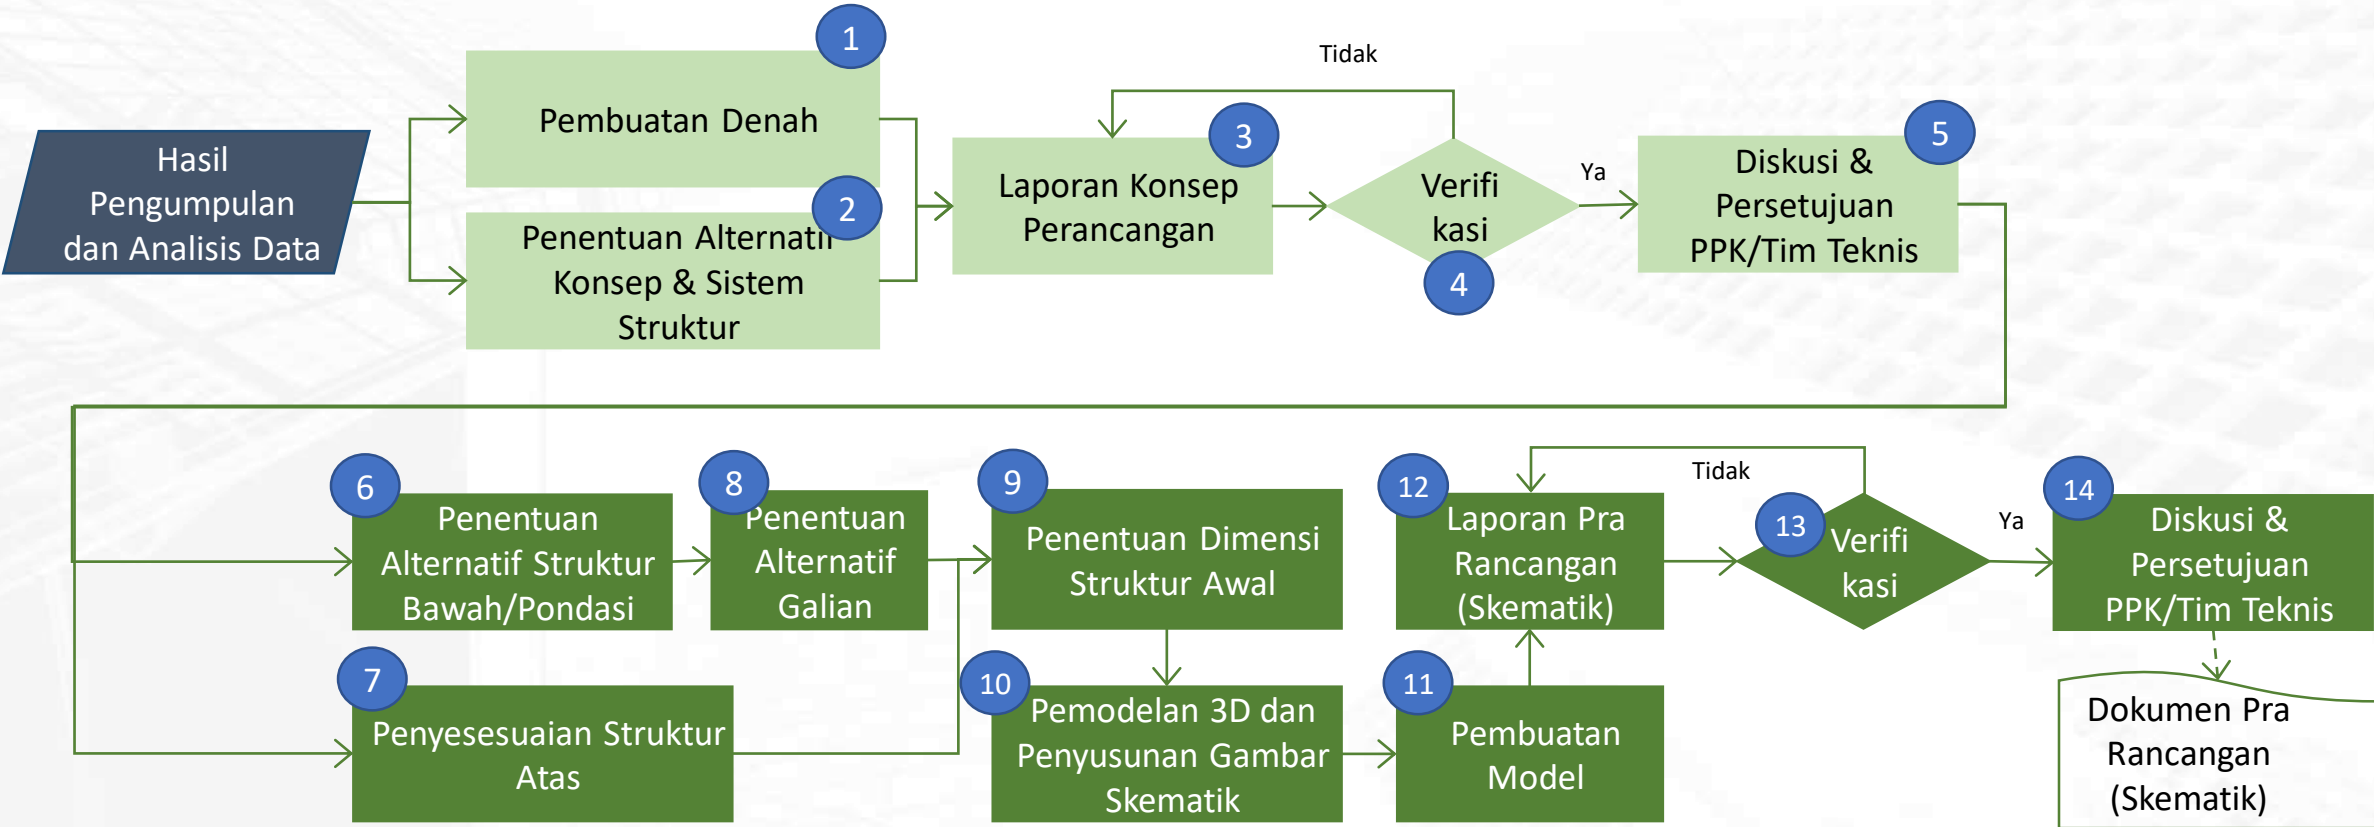 Hasil
Pengumpulan
dan Analisis Data
1
Pembuatan Denah
2
Penentuan Alternatif
Konsep & Sistem
Struktur
3
Laporan Konsep
Perancangan
Tidak
Verifi
kasi
4
Ya
5
Diskusi &
Persetujuan
PPK/Tim Teknis
6
Penentuan
Alternatif Struktur
Bawah/Pondasi
7
Penyesesuaian Struktur
Atas
8
Penentuan
Alternatif
Galian
9
Penentuan Dimensi
Struktur Awal
10
Pemodelan 3D dan
Penyusunan Gambar
Skematik
11
Pembuatan
Model
12
Laporan Pra
Rancangan
(Skematik)
Tidak
13
Verifi
kasi
Ya
14
Diskusi &
Persetujuan
PPK/Tim Teknis
Dokumen Pra
Rancangan
(Skematik)